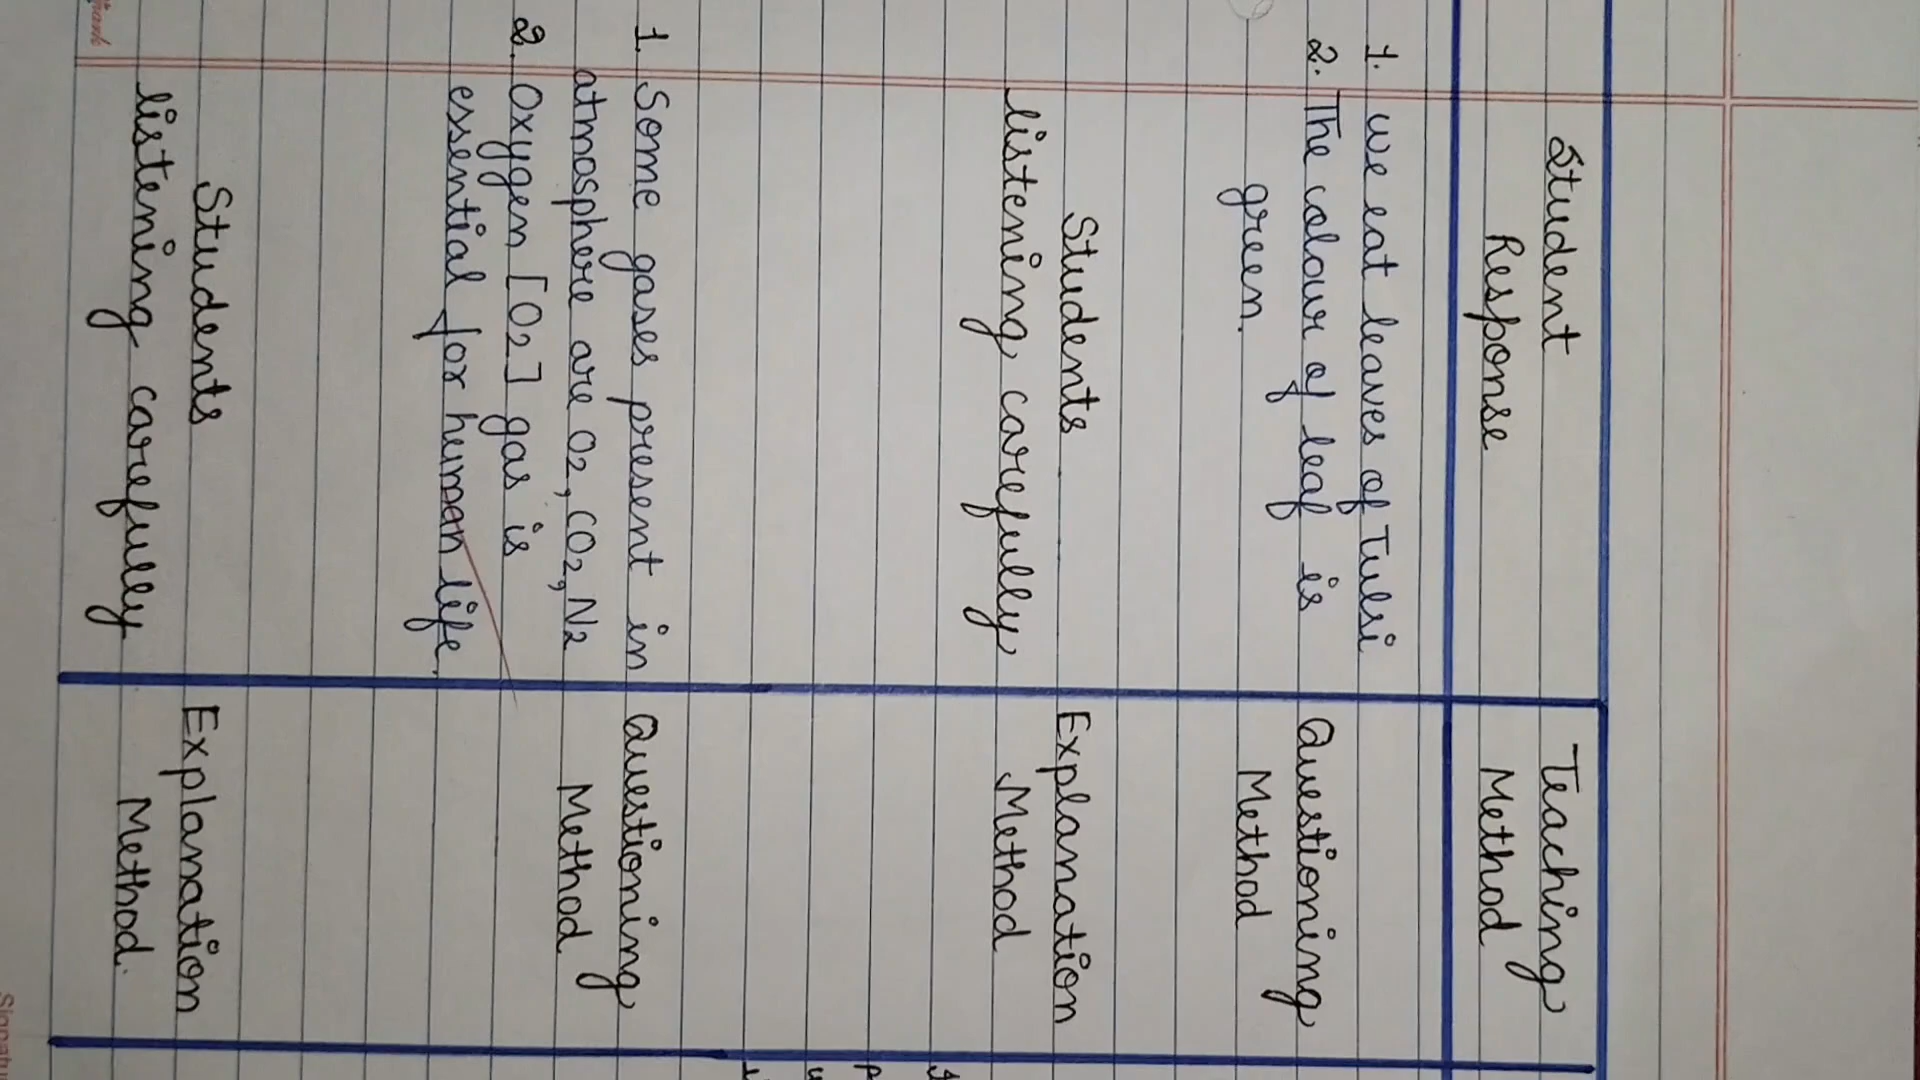 Student
Response
Teaching
Method
1. we eat leaves of Tulsi
2. The colour of leaf is
green.
Questioning
Method
Students
listening carefully
Explanation
Method
1. Some gases present in
atmosphere are O2, CO2, N2
2. Oxygen [O2] gas is
essential for human life.
Questioning
Method
Students
listening carefully
Explanation
Method.